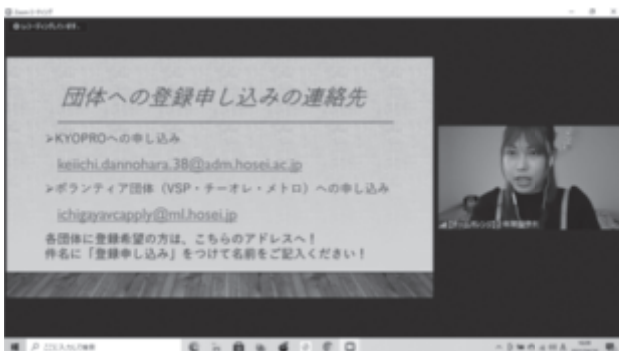 団体への登録申し込みの連絡先
➢KYOPROへの申し込み
keiichi.dannohara.38@adm.hosei.ac.jp
➢ボランティア団体（VSP・チーオレ・メトロ）への申し込み
ichigayavcapply@ml.hosei.jp
各団体に登録希望の方は、こちらのアドレスへ！
件名に「登録申し込み」をつけて名前をご記入ください！